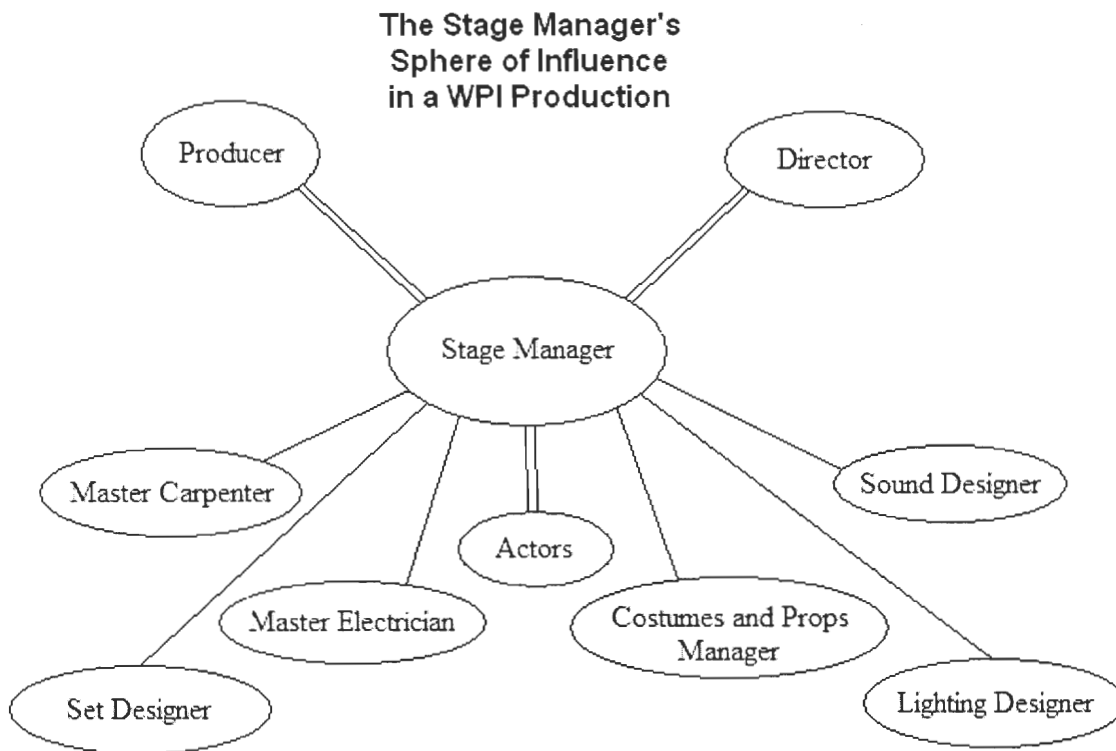 The Stage Manager's
Sphere of Influence
in a WPI Production
Producer
Director
Stage Manager
Master Carpenter
Sound Designer
Actors
Master Electrician
Costumes and Props
Manager
Set Designer
Lighting Designer